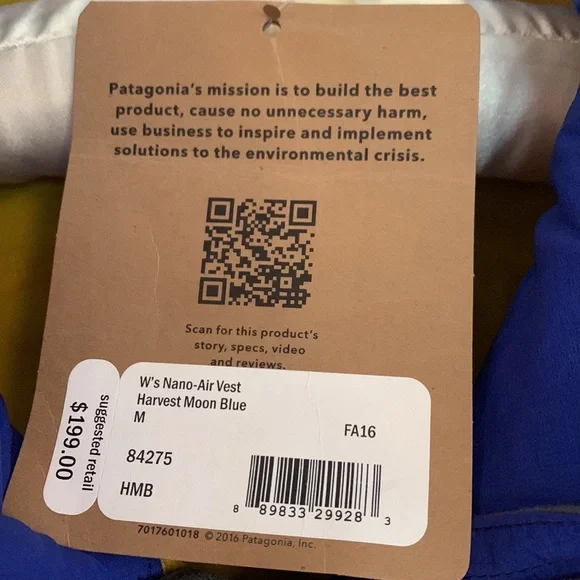 Patagonia's mission is to build the best
product, cause no unnecessary harm,
use business to inspire and implement
solutions to the environmental crisis.
Scan for this product's
story, specs, video
and reviews.
W's Nano-Air Vest
Harvest Moon Blue
M
FA16
84275
HMB
8 89833 29928 3
suggested retail
$199.00
7017601018 © 2016 Patagonia, Inc.